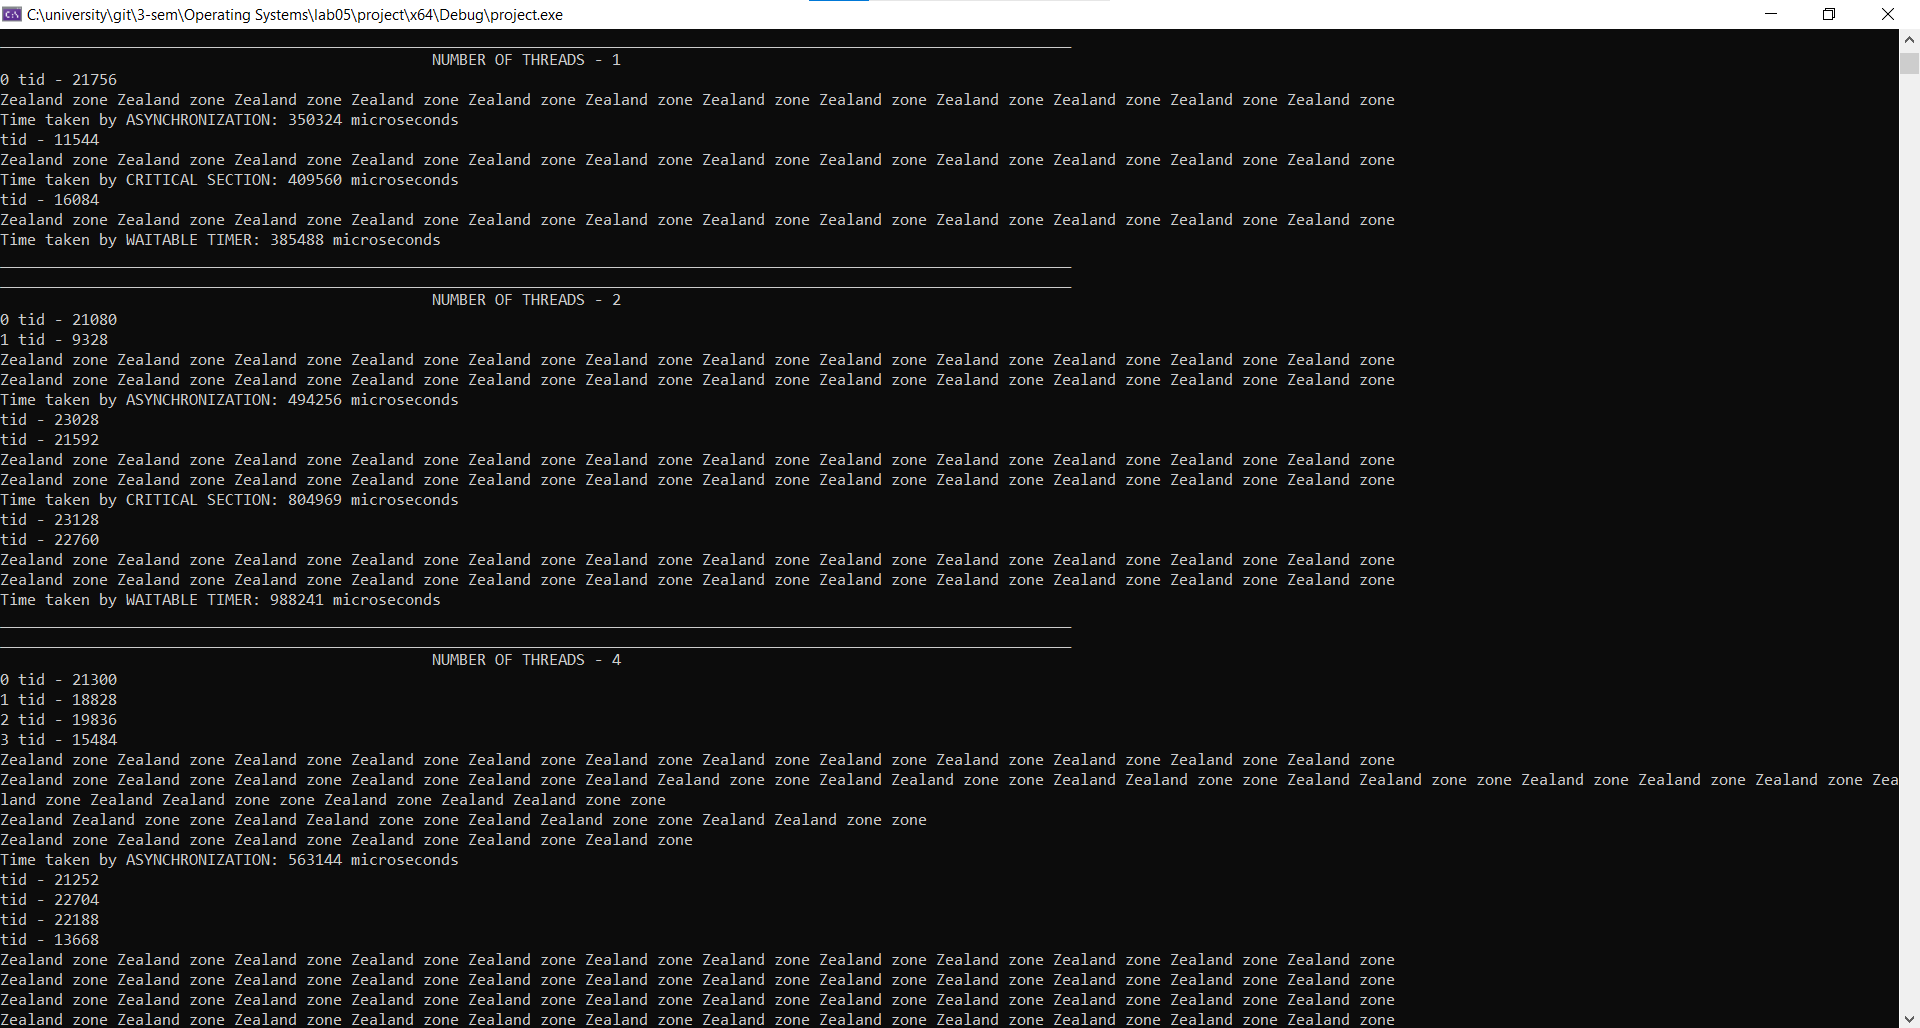 C:\university\git\3-sem\Operating Systems\lab05\project\x64\Debug\project.exe
NUMBER OF THREADS - 1
0 tid - 21756
Zealand zone Zealand zone Zealand zone Zealand zone Zealand zone Zealand zone Zealand zone Zealand zone Zealand zone Zealand zone Zealand zone Zealand zone
Time taken by ASYNCHRONIZATION: 350324 microseconds
tid - 11544
Zealand zone Zealand zone Zealand zone Zealand zone Zealand zone Zealand zone Zealand zone Zealand zone Zealand zone Zealand zone Zealand zone Zealand zone
Time taken by CRITICAL SECTION: 409560 microseconds
tid - 16084
Zealand zone Zealand zone Zealand zone Zealand zone Zealand zone Zealand zone Zealand zone Zealand zone Zealand zone Zealand zone Zealand zone Zealand zone
Time taken by WAITABLE TIMER: 385488 microseconds
NUMBER OF THREADS - 2
0 tid - 21080
1 tid - 9328
Zealand zone Zealand zone Zealand zone Zealand zone Zealand zone Zealand zone Zealand zone Zealand zone Zealand zone Zealand zone Zealand zone Zealand zone
Zealand zone Zealand zone Zealand zone Zealand zone Zealand zone Zealand zone Zealand zone Zealand zone Zealand zone Zealand zone Zealand zone Zealand zone
Time taken by ASYNCHRONIZATION: 494256 microseconds
tid - 23028
tid - 21592
Zealand zone Zealand zone Zealand zone Zealand zone Zealand zone Zealand zone Zealand zone Zealand zone Zealand zone Zealand zone Zealand zone Zealand zone
Zealand zone Zealand zone Zealand zone Zealand zone Zealand zone Zealand zone Zealand zone Zealand zone Zealand zone Zealand zone Zealand zone Zealand zone
Time taken by CRITICAL SECTION: 804969 microseconds
tid - 23128
tid - 22760
Zealand zone Zealand zone Zealand zone Zealand zone Zealand zone Zealand zone Zealand zone Zealand zone Zealand zone Zealand zone Zealand zone Zealand zone
Zealand zone Zealand zone Zealand zone Zealand zone Zealand zone Zealand zone Zealand zone Zealand zone Zealand zone Zealand zone Zealand zone Zealand zone
Time taken by WAITABLE TIMER: 988241 microseconds
NUMBER OF THREADS - 4
0 tid - 21300
1 tid - 18828
2 tid - 19836
3 tid - 15484
Zealand zone Zealand zone Zealand zone Zealand zone Zealand zone Zealand zone Zealand zone Zealand zone Zealand zone Zealand zone Zealand zone Zealand zone
Zealand zone Zealand zone Zealand zone Zealand zone Zealand zone Zealand Zealand zone zone Zealand Zealand zone zone Zealand Zealand zone zone Zealand Zealand zone zone Zealand zone Zealand zone Zealand zone Zea
land zone Zealand Zealand zone zone Zealand zone Zealand Zealand zone zone
Zealand Zealand zone zone Zealand Zealand zone zone Zealand Zealand zone zone Zealand Zealand zone zone
Zealand zone Zealand zone Zealand zone Zealand zone Zealand zone Zealand zone
Time taken by ASYNCHRONIZATION: 563144 microseconds
tid - 21252
tid - 22704
tid - 22188
tid - 13668
Zealand zone Zealand zone Zealand zone Zealand zone Zealand zone Zealand zone Zealand zone Zealand zone Zealand zone Zealand zone Zealand zone Zealand zone
Zealand zone Zealand zone Zealand zone Zealand zone Zealand zone Zealand zone Zealand zone Zealand zone Zealand zone Zealand zone Zealand zone Zealand zone
Zealand zone Zealand zone Zealand zone Zealand zone Zealand zone Zealand zone Zealand zone Zealand zone Zealand zone Zealand zone Zealand zone Zealand zone
Zealand zone Zealand zone Zealand zone Zealand zone Zealand zone Zealand zone Zealand zone Zealand zone Zealand zone Zealand zone Zealand zone Zealand zone